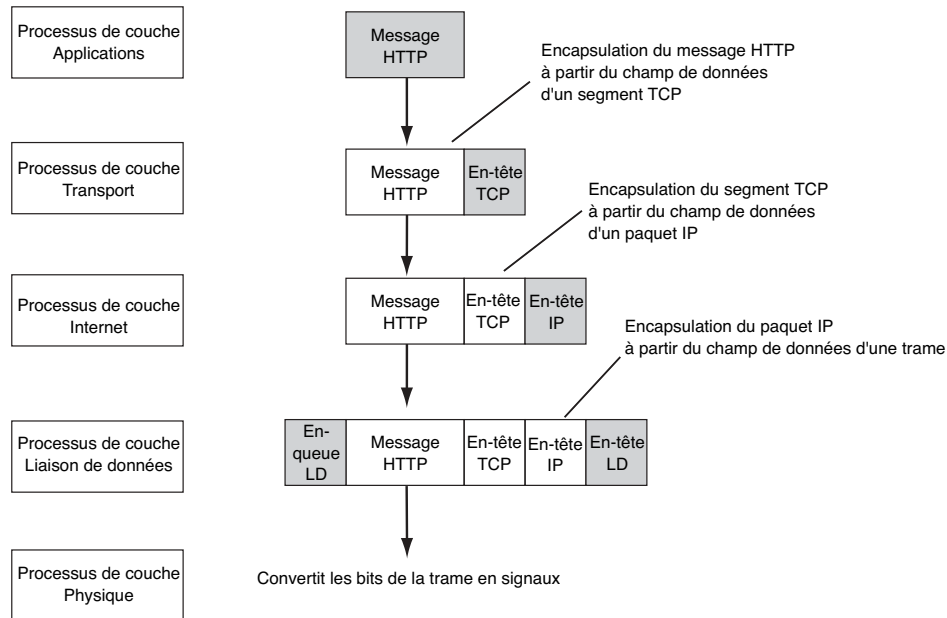 Processus de couche
Applications
Message
HTTP
Encapsulation du message HTTP
à partir du champ de données
d'un segment TCP
Processus de couche
Transport
Message
HTTP
En-tête
TCP
Encapsulation du segment TCP
à partir du champ de données
d'un paquet IP
Processus de couche
Internet
Message
HTTP
En-tête
TCP
En-tête
IP
Encapsulation du paquet IP
à partir du champ de données d'une trame
Processus de couche
Liaison de données
En-
queue
LD
Message
HTTP
En-tête
TCP
En-tête
IP
En-tête
LD
Processus de couche
Physique
Convertit les bits de la trame en signaux